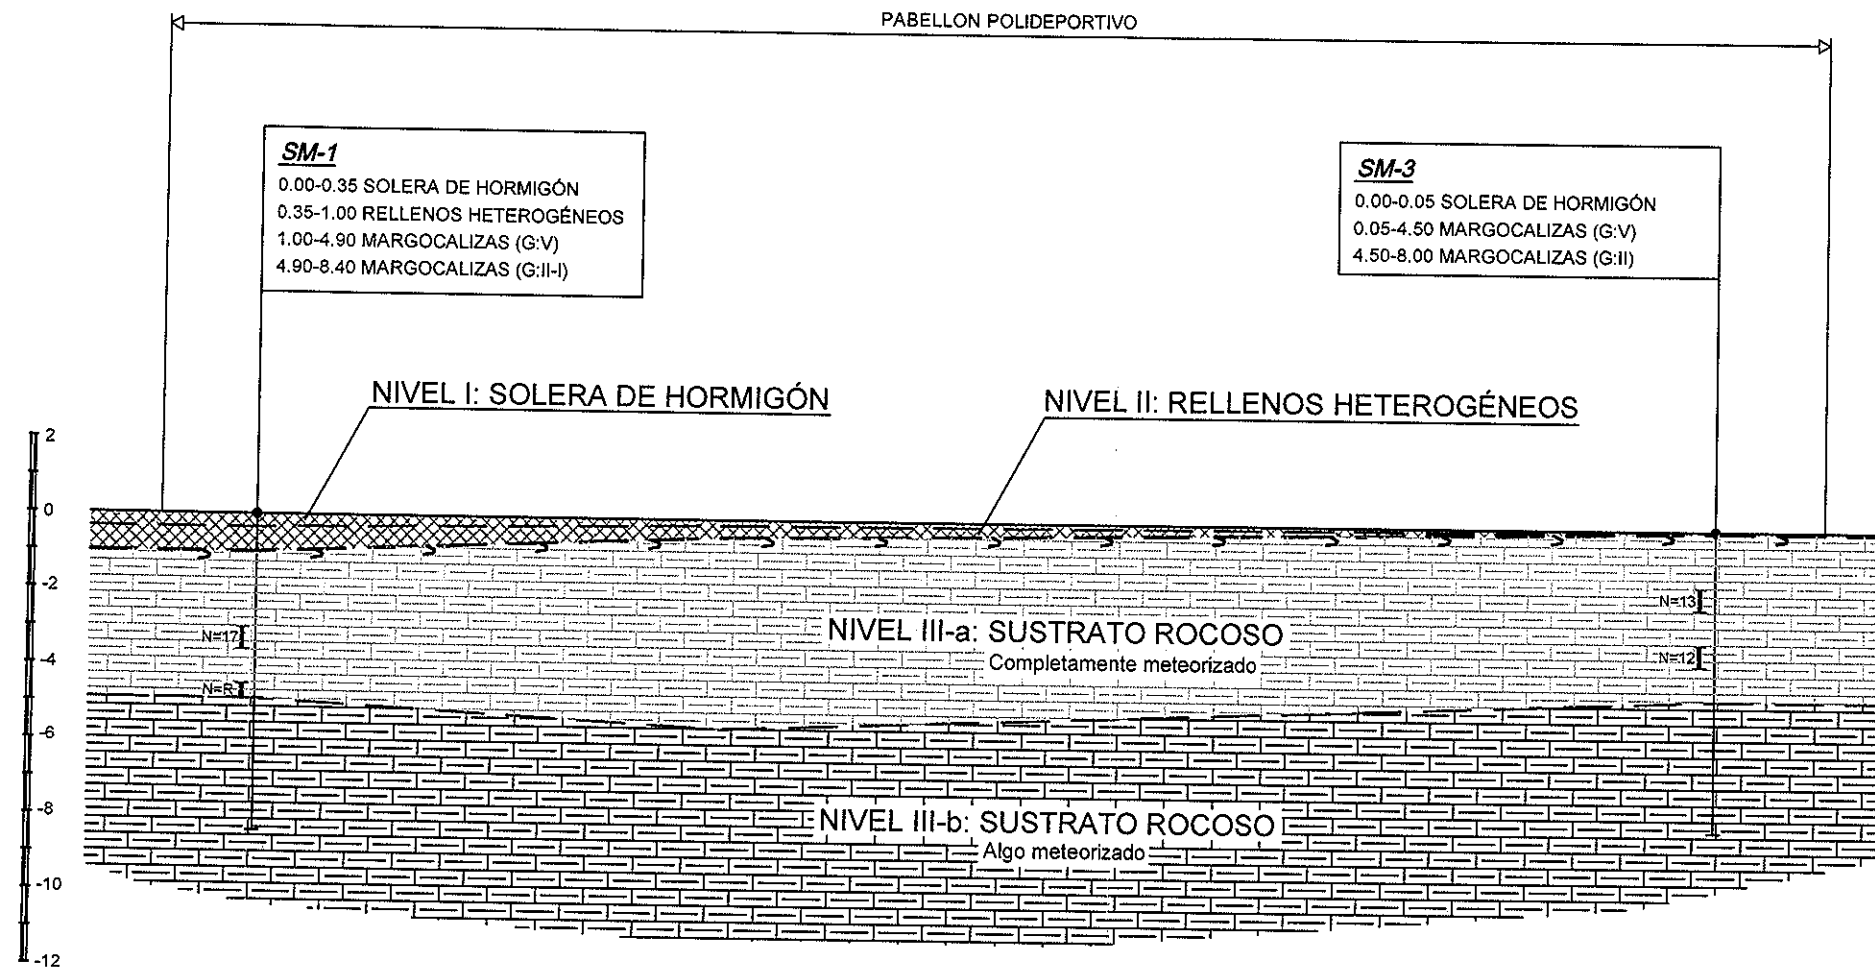 PABELLON POLIDEPORTIVO
SM-1
0.00-0.35 SOLERA DE HORMIGÓN
0.35-1.00 RELLENOS HETEROGÉNEOS
1.00-4.90 MARGOCALIZAS (G:V)
4.90-8.40 MARGOCALIZAS (G:II-I)
SM-3
0.00-0.05 SOLERA DE HORMIGÓN
0.05-4.50 MARGOCALIZAS (G:V)
4.50-8.00 MARGOCALIZAS (G:II)
NIVEL I: SOLERA DE HORMIGÓN
NIVEL II: RELLENOS HETEROGÉNEOS
2
0
-2
-4
-6
-8
-10
-12
N=17
N=R
N=13
N=12
NIVEL III-a: SUSTRATO ROCOSO
Completamente meteorizado
NIVEL III-b: SUSTRATO ROCOSO
Algo meteorizado